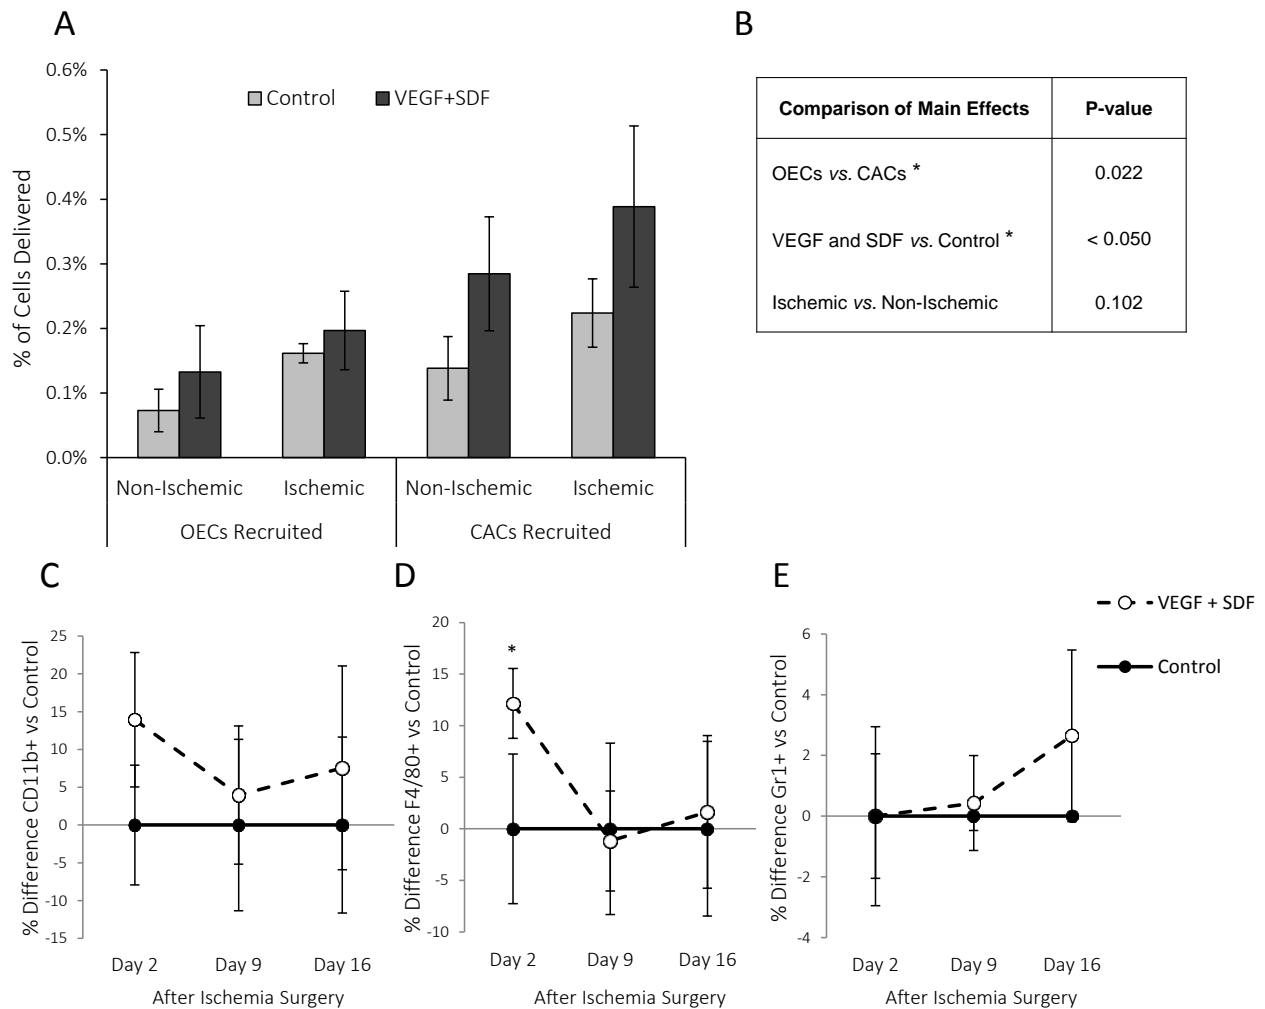 A
0.6%
0.5%
0.4%
0.3%
0.2%
0.1%
0.0%
% of Cells Delivered
Control VEGF+SDF
Non-Ischemic Ischemic Non-Ischemic Ischemic
OECs Recruited CACs Recruited
B
Comparison of Main Effects P-value
OECs vs. CACs * 0.022
VEGF and SDF vs. Control * < 0.050
Ischemic vs. Non-Ischemic 0.102
C
25
20
15
10
5
0
-5
-10
-15
% Difference CD11b+ vs Control
Day 2 Day 9 Day 16
After Ischemia Surgery
D
20
15
10
5
0
-5
-10
% Difference F4/80+ vs Control
*
Day 2 Day 9 Day 16
After Ischemia Surgery
E
6
4
2
0
-2
-4
% Difference Gr1+ vs Control
Day 2 Day 9 Day 16
After Ischemia Surgery
VEGF + SDF
Control